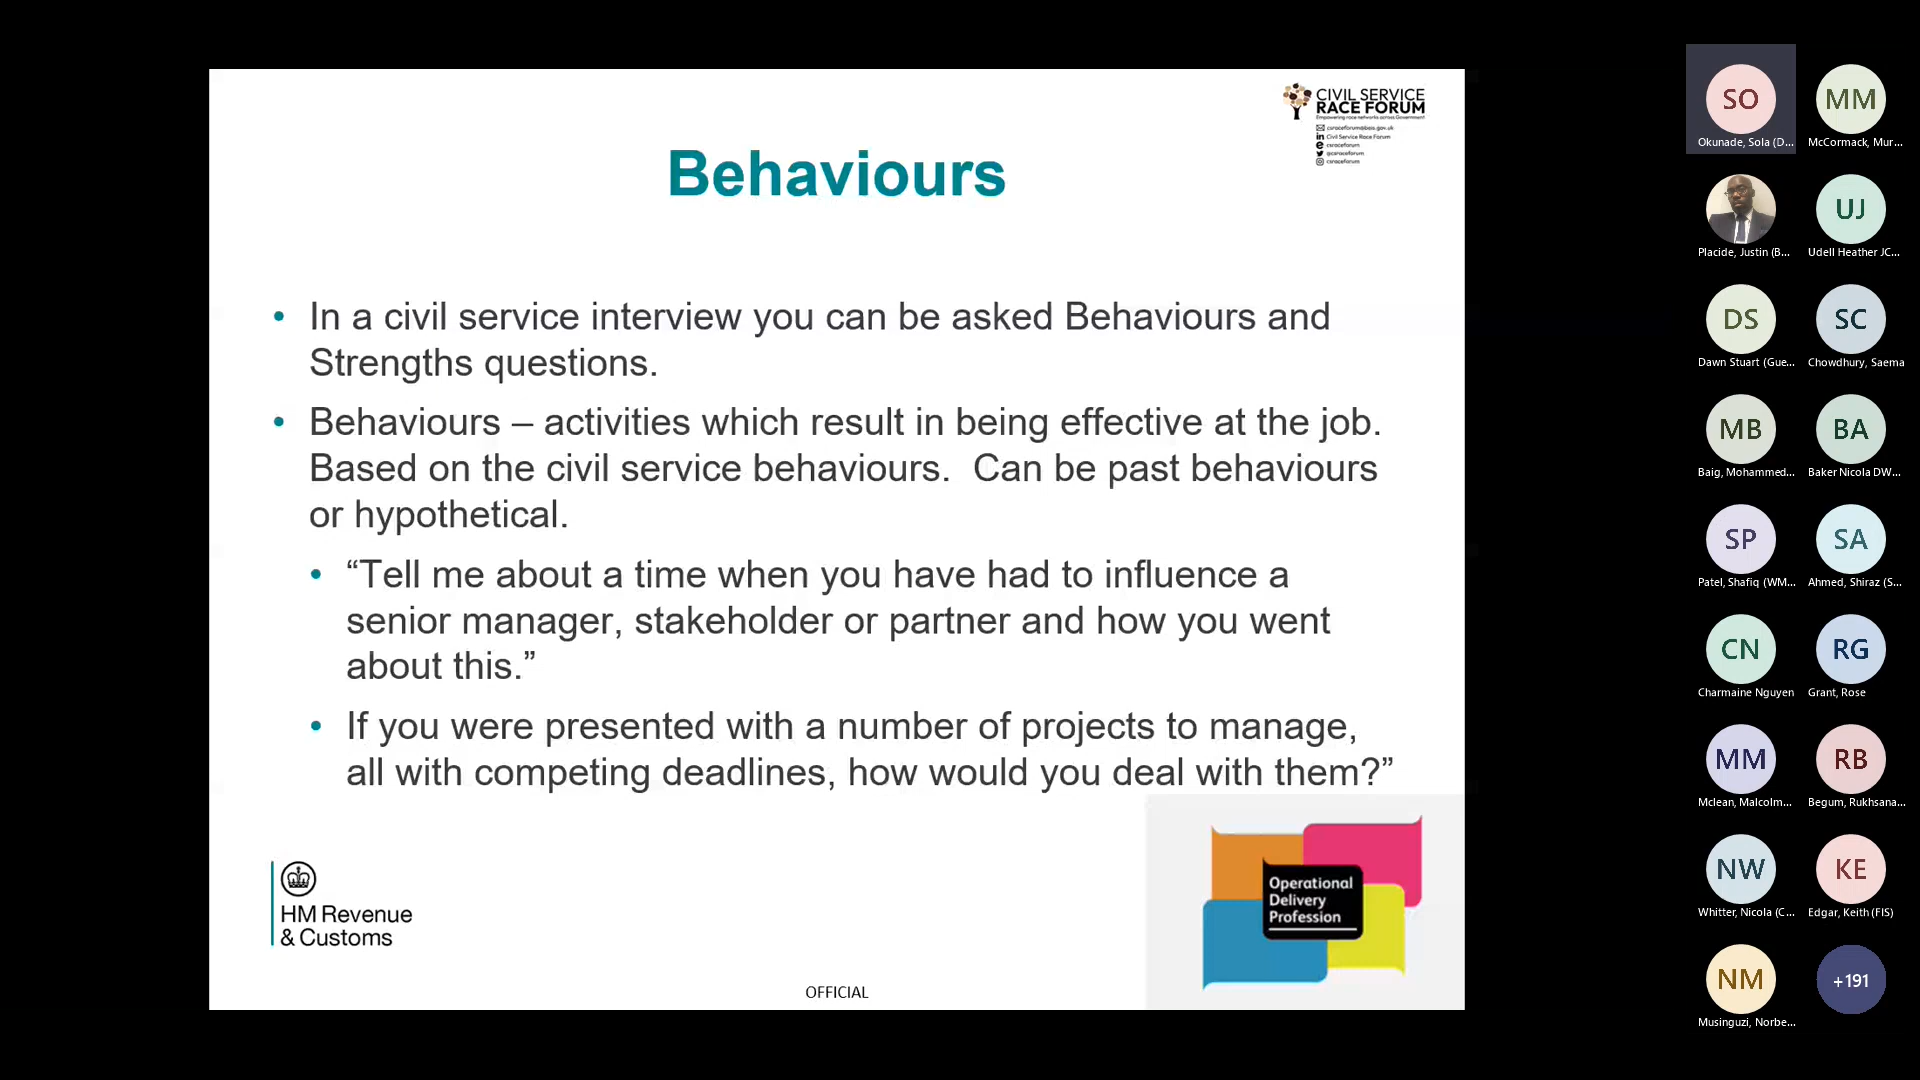 CIVIL SERVICE
RACE FORUM
Empowering race networks across Government
csraceforum@beis.gov.uk
Civil Service Race Forum
csraceforum
@csraceforum
csraceforum
Behaviours
• In a civil service interview you can be asked Behaviours and
Strengths questions.
• Behaviours – activities which result in being effective at the job.
Based on the civil service behaviours.  Can be past behaviours
or hypothetical.
• “Tell me about a time when you have had to influence a
senior manager, stakeholder or partner and how you went
about this.”
• If you were presented with a number of projects to manage,
all with competing deadlines, how would you deal with them?”
HM Revenue
& Customs
Operational
Delivery
Profession
OFFICIAL
SO
Okunade, Sola (D...
MM
McCormack, Mur...
Placide, Justin (B...
UJ
Udell Heather JC...
DS
Dawn Stuart (Gue...
SC
Chowdhury, Saema
MB
Baig, Mohammed...
BA
Baker Nicola DW...
SP
Patel, Shafiq (WM...
SA
Ahmed, Shiraz (S...
CN
Charmaine Nguyen
RG
Grant, Rose
MM
Mclean, Malcolm...
RB
Begum, Rukhsana...
NW
Whitter, Nicola (C...
KE
Edgar, Keith (FIS)
NM
Musinguzi, Norbe...
+191